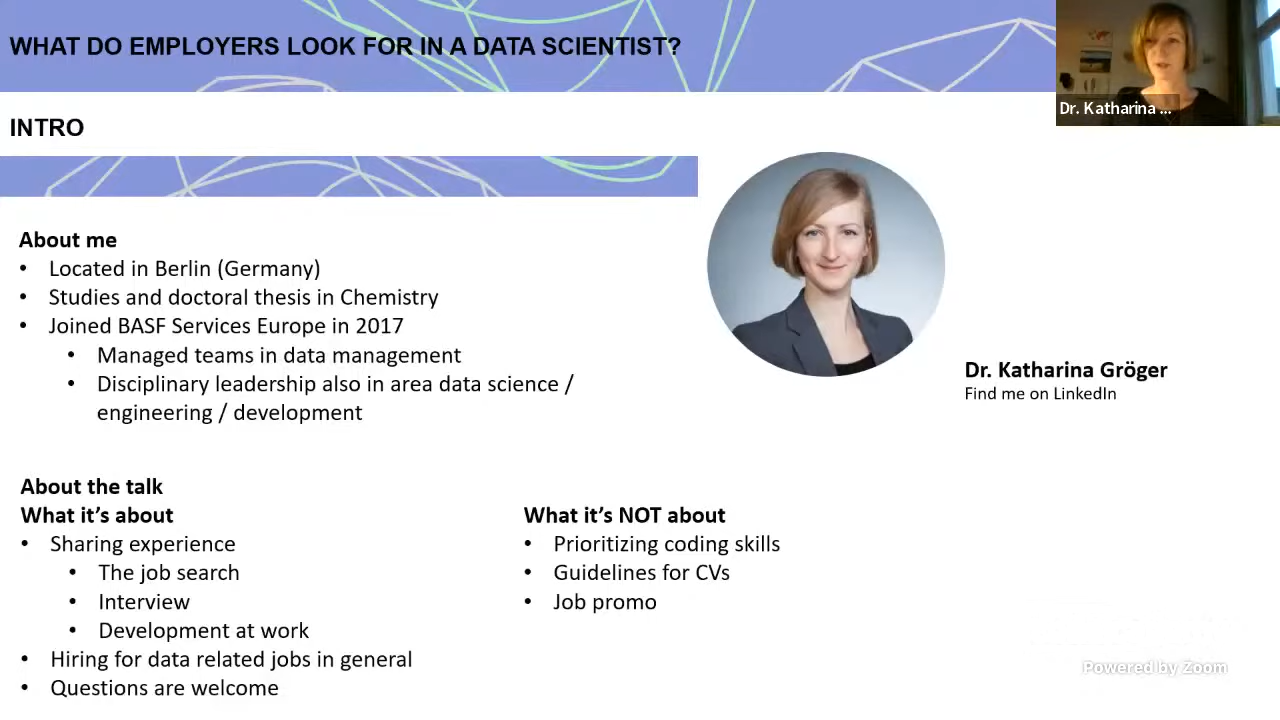 WHAT DO EMPLOYERS LOOK FOR IN A DATA SCIENTIST?
Dr. Katharina ...
INTRO
About me
• Located in Berlin (Germany)
• Studies and doctoral thesis in Chemistry
• Joined BASF Services Europe in 2017
• Managed teams in data management
• Disciplinary leadership also in area data science /
engineering / development
Dr. Katharina Gröger
Find me on LinkedIn
About the talk
What it's about
• Sharing experience
• The job search
• Interview
• Development at work
• Hiring for data related jobs in general
• Questions are welcome
What it's NOT about
• Prioritizing coding skills
• Guidelines for CVs
• Job promo
Powered by Zoom